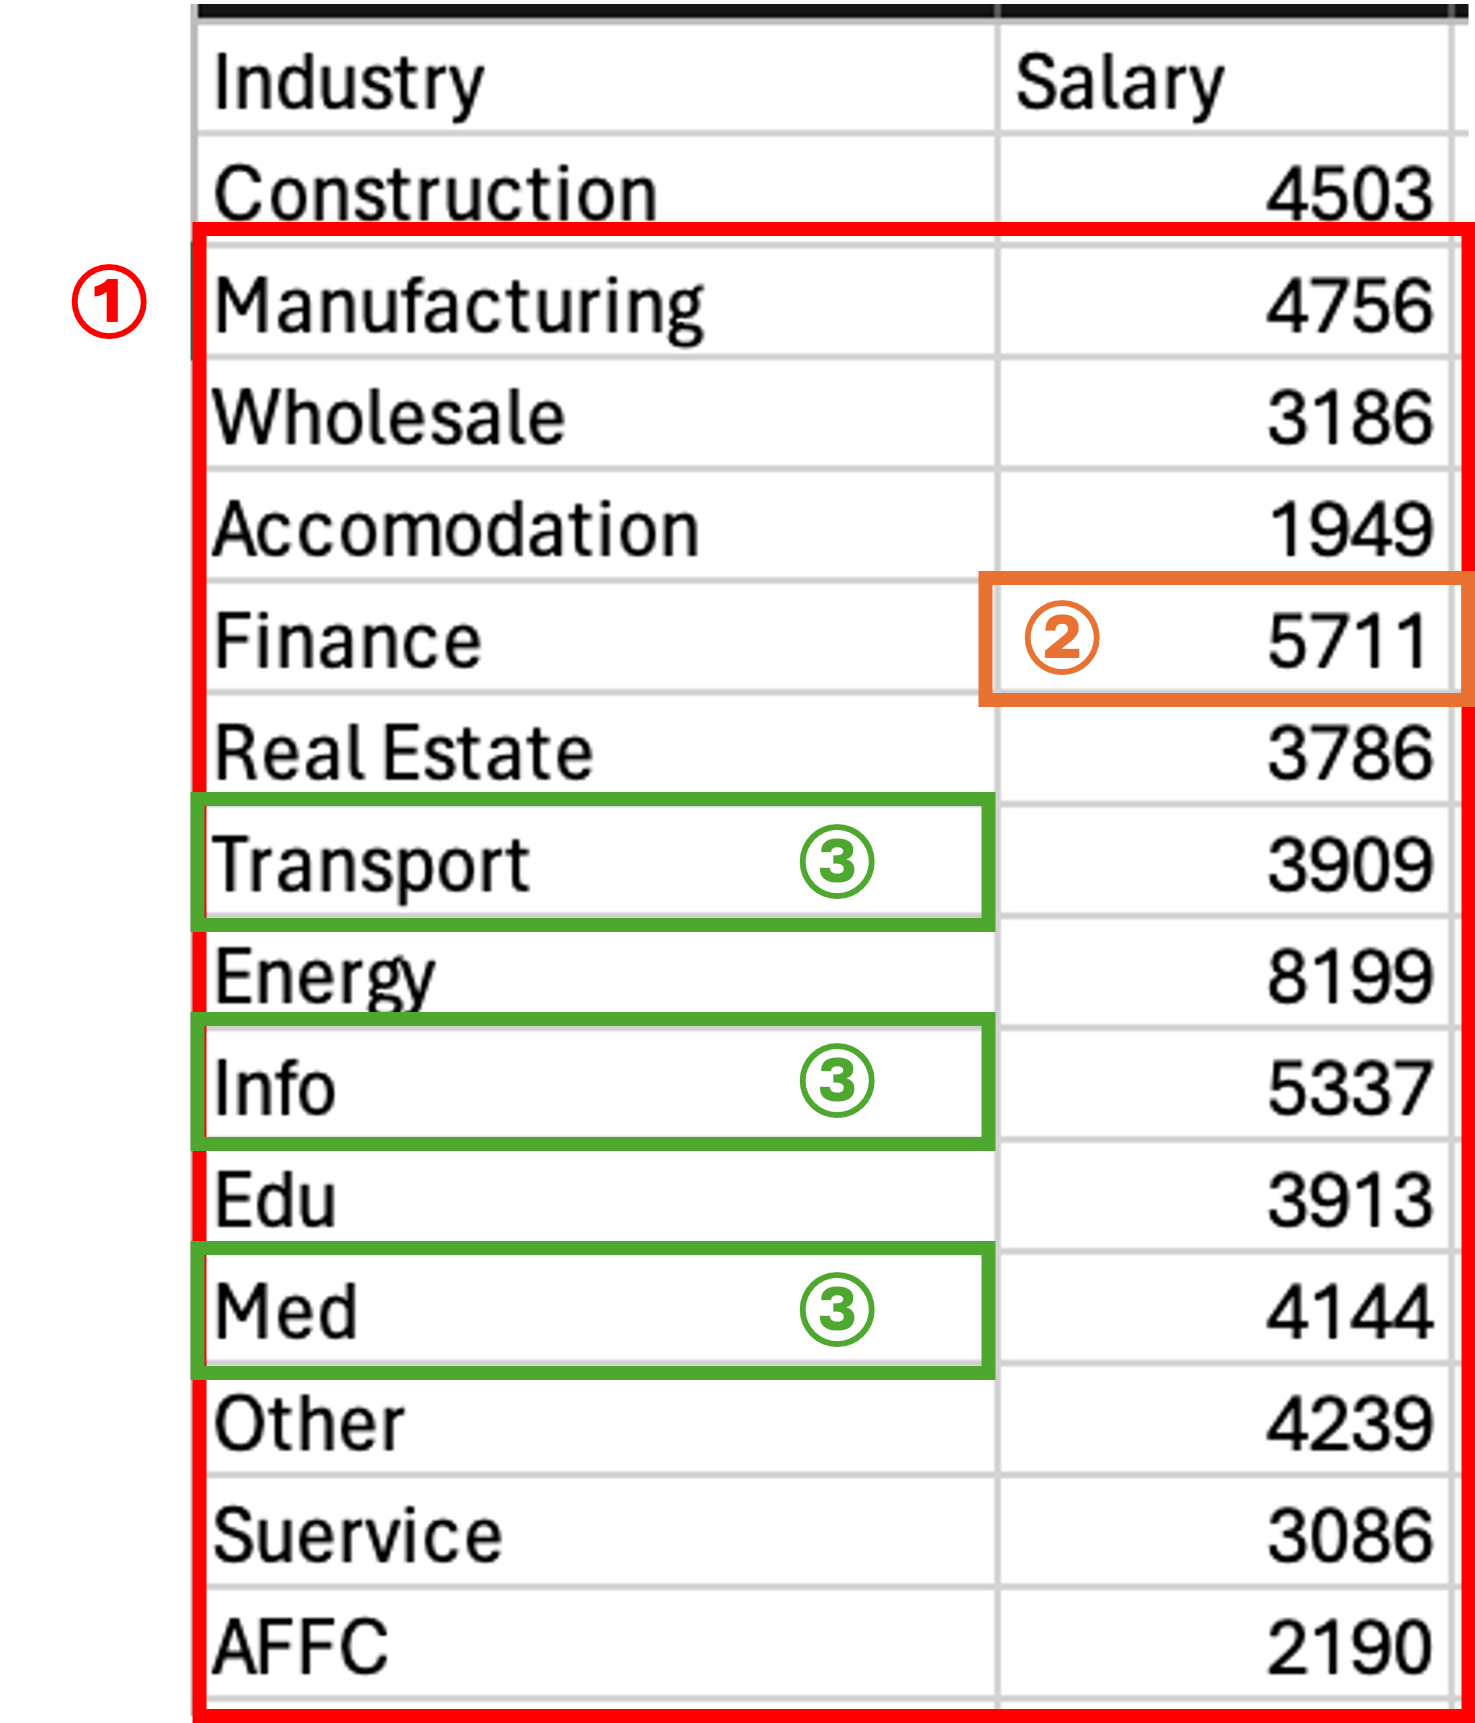 Industry Salary
Construction 4503
① Manufacturing 4756
Wholesale 3186
Accomodation 1949
Finance ② 5711
Real Estate 3786
Transport ③ 3909
Energy 8199
Info ③ 5337
Edu 3913
Med ③ 4144
Other 4239
Suervice 3086
AFFC 2190